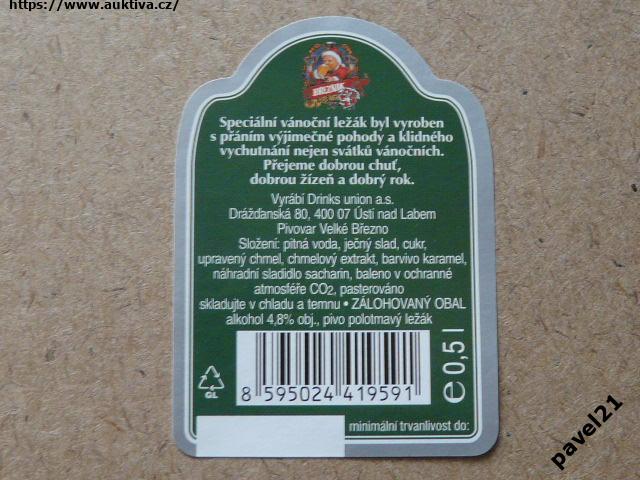 https://www.auktiva.cz/
BŘEZŇÁK
Speciální vánoční ležák byl vyroben
s přáním výjimečné pohody a klidného
vychutnání nejen svátků vánočních.
Přejeme dobrou chuť,
dobrou žízeň a dobrý rok.
Vyrábí Drinks union a.s.
Drážďanská 80, 400 07 Ústí nad Labem
Pivovar Velké Březno
Složení: pitná voda, ječný slad, cukr,
upravený chmel, chmelový extrakt, barvivo karamel,
náhradní sladidlo sacharin, baleno v ochranné
atmosféře CO2, pasterováno
skladujte v chladu a temnu • ZÁLOHOVANÝ OBAL
alkohol 4,8% obj., pivo polotmavý ležák
GL
8 595024 419591
e 0,5 l
minimální trvanlivost do:
pavel21